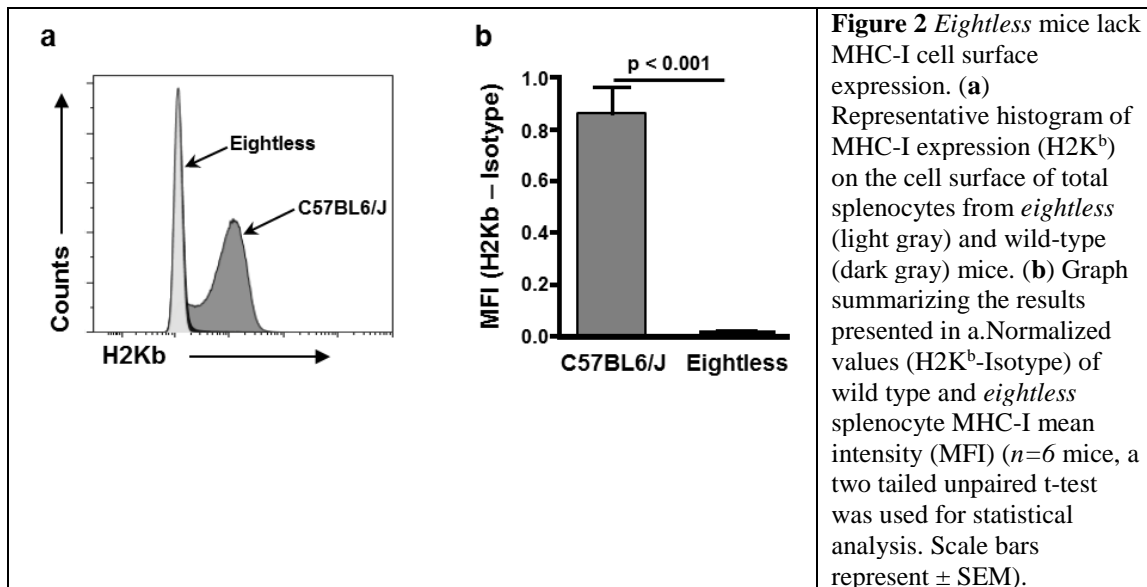 a
Eightless
C57BL6/J
Counts
H2Kb
b
p < 0.001
MFI (H2Kb – Isotype)
1.0
0.8
0.6
0.4
0.2
0.0
C57BL6/J Eightless
Figure 2 Eightless mice lack
MHC-I cell surface
expression. (a)
Representative histogram of
MHC-I expression (H2Kᵇ)
on the cell surface of total
splenocytes from eightless
(light gray) and wild-type
(dark gray) mice. (b) Graph
summarizing the results
presented in a.Normalized
values (H2Kᵇ-Isotype) of
wild type and eightless
splenocyte MHC-I mean
intensity (MFI) (n=6 mice, a
two tailed unpaired t-test
was used for statistical
analysis. Scale bars
represent ± SEM).